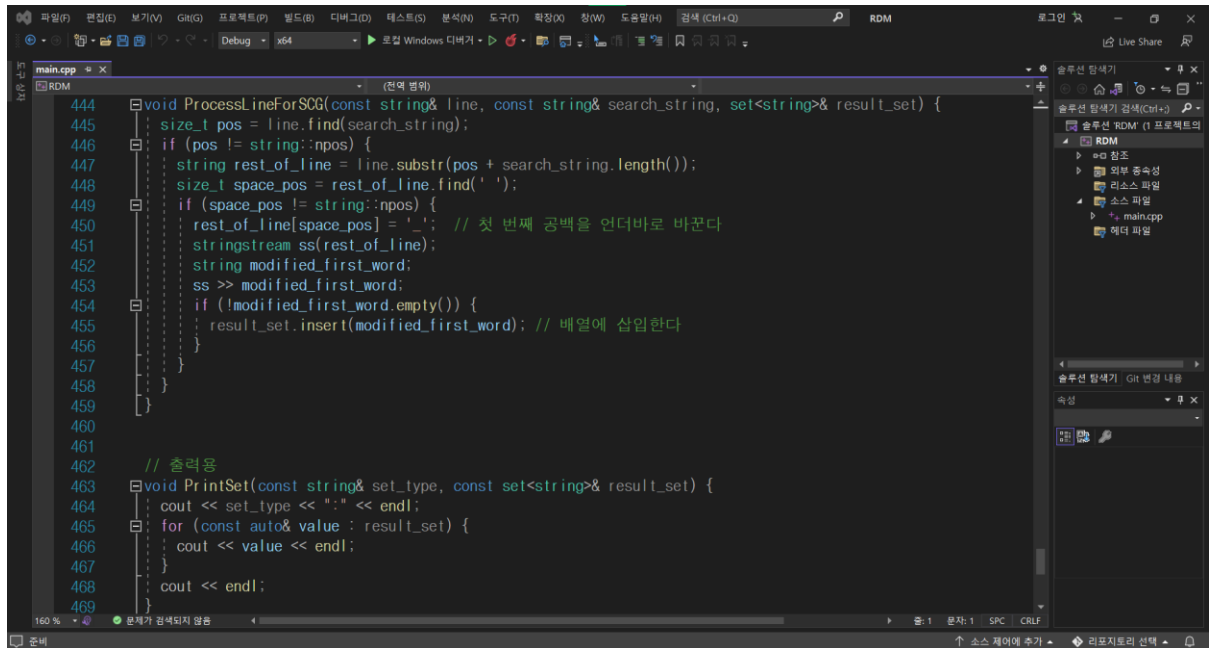 파일(F) 편집(E) 보기(V) Git(G) 프로젝트(P) 빌드(B) 디버그(D) 테스트(S) 분석(N) 도구(T) 확장(X) 창(W) 도움말(H) 검색 (Ctrl+Q) RDM 로그인
Debug x64 로컬 Windows 디버거 Live Share
도구 상자
main.cpp
RDM (전역 범위)
444 void ProcessLineForSCG(const string& line, const string& search_string, set<string>& result_set) {
445 size_t pos = line.find(search_string);
446 if (pos != string::npos) {
447 string rest_of_line = line.substr(pos + search_string.length());
448 size_t space_pos = rest_of_line.find(' ');
449 if (space_pos != string::npos) {
450 rest_of_line[space_pos] = '_'; // 첫 번째 공백을 언더바로 바꾼다
451 stringstream ss(rest_of_line);
452 string modified_first_word;
453 ss >> modified_first_word;
454 if (!modified_first_word.empty()) {
455 result_set.insert(modified_first_word); // 배열에 삽입한다
456 }
457 }
458 }
459 }
460
461
462 // 출력용
463 void PrintSet(const string& set_type, const set<string>& result_set) {
464 cout << set_type << ":" << endl;
465 for (const auto& value : result_set) {
466 cout << value << endl;
467 }
468 cout << endl;
469 }
160 % 문제가 검색되지 않음 줄: 1 문자: 1 SPC CRLF
솔루션 탐색기
솔루션 탐색기 검색(Ctrl+;)
솔루션 'RDM' (1 프로젝트의
RDM
참조
외부 종속성
리소스 파일
소스 파일
main.cpp
헤더 파일
솔루션 탐색기 Git 변경 내용
속성
준비 소스 제어에 추가 리포지토리 선택